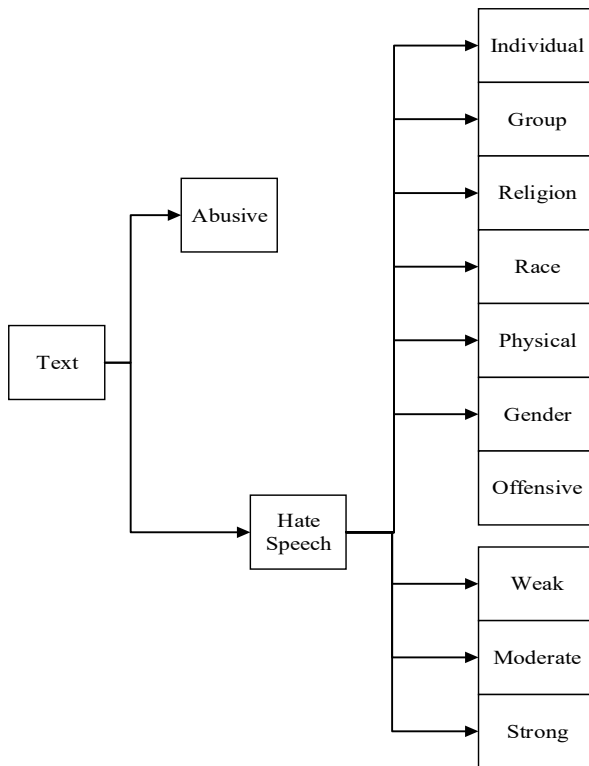 Individual
Group
Religion
Abusive
Race
Text
Physical
Gender
Offensive
Hate
Speech
Weak
Moderate
Strong